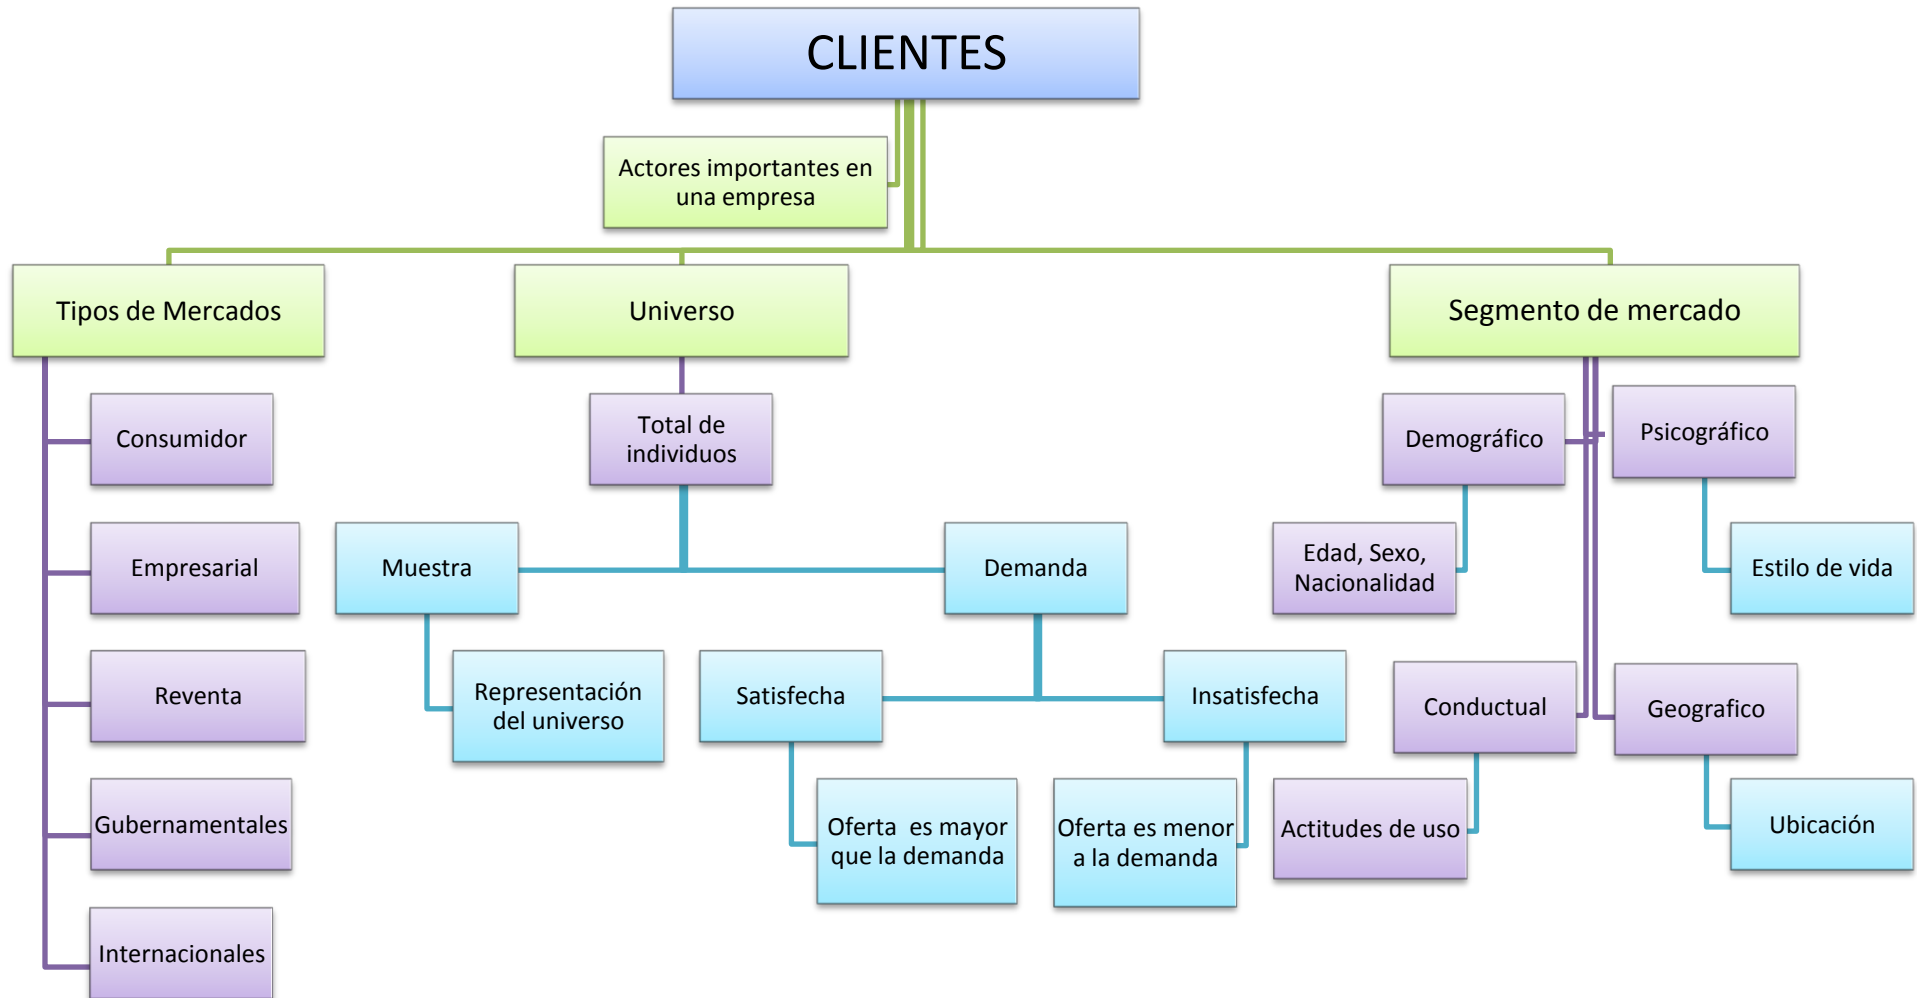 CLIENTES
Actores importantes en
una empresa
Tipos de Mercados
Consumidor
Empresarial
Reventa
Gubernamentales
Internacionales
Universo
Total de
individuos
Muestra
Representación
del universo
Demanda
Satisfecha
Oferta  es mayor
que la demanda
Insatisfecha
Oferta es menor
a la demanda
Segmento de mercado
Demográfico
Edad, Sexo,
Nacionalidad
Psicográfico
Estilo de vida
Conductual
Actitudes de uso
Geografico
Ubicación